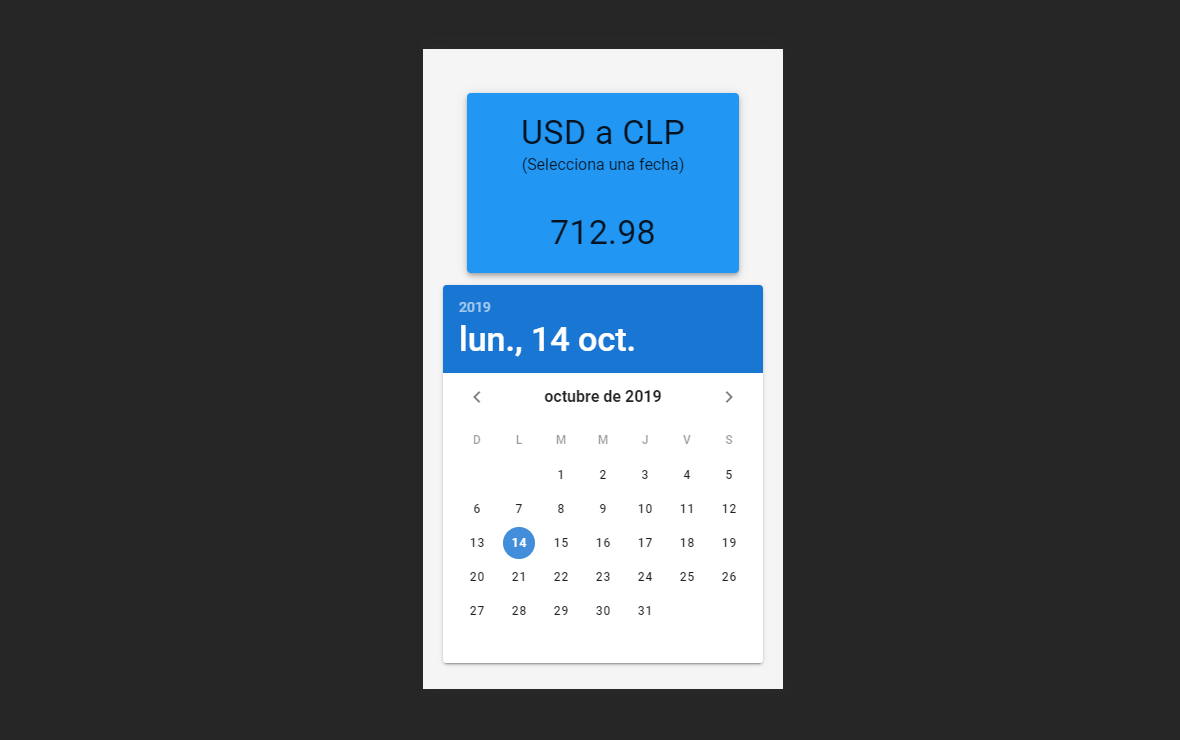 USD a CLP
(Selecciona una fecha)
712.98
2019
lun., 14 oct.
octubre de 2019
D L M M J V S
1 2 3 4 5
6 7 8 9 10 11 12
13 14 15 16 17 18 19
20 21 22 23 24 25 26
27 28 29 30 31